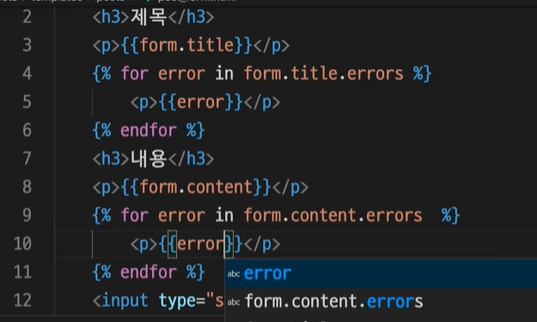 2 <h3>제목</h3>
3 <p>{{form.title}}</p>
4 {% for error in form.title.errors %}
5 <p>{{error}}</p>
6 {% endfor %}
7 <h3>내용</h3>
8 <p>{{form.content}}</p>
9 {% for error in form.content.errors  %}
10 <p>{{error}}</p>
11 {% endfor %}
abc error
12 <input type="s
abc form.content.errors